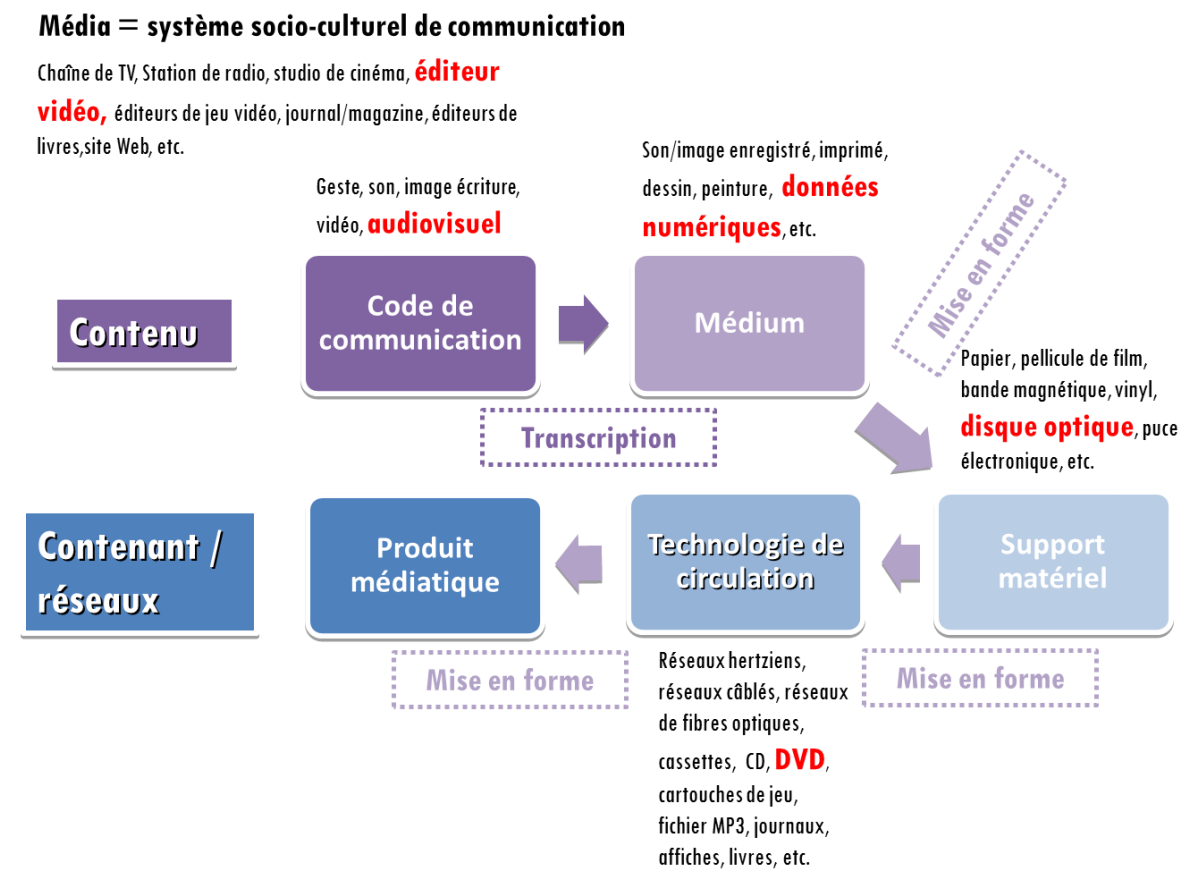 Média = système socio-culturel de communication
Chaîne de TV, Station de radio, studio de cinéma, éditeur
vidéo, éditeurs de jeu vidéo, journal/magazine, éditeurs de
livres,site Web, etc.
Geste, son, image écriture,
vidéo, audiovisuel
Son/image enregistré, imprimé,
dessin, peinture, données
numériques, etc.
Mise en forme
Contenu
Code de
communication
Médium
Transcription
Papier, pellicule de film,
bande magnétique, vinyl,
disque optique, puce
électronique, etc.
Contenant /
réseaux
Produit
médiatique
Technologie de
circulation
Support
matériel
Mise en forme
Mise en forme
Réseaux hertziens,
réseaux câblés, réseaux
de fibres optiques,
cassettes, CD, DVD,
cartouches de jeu,
fichier MP3, journaux,
affiches, livres, etc.